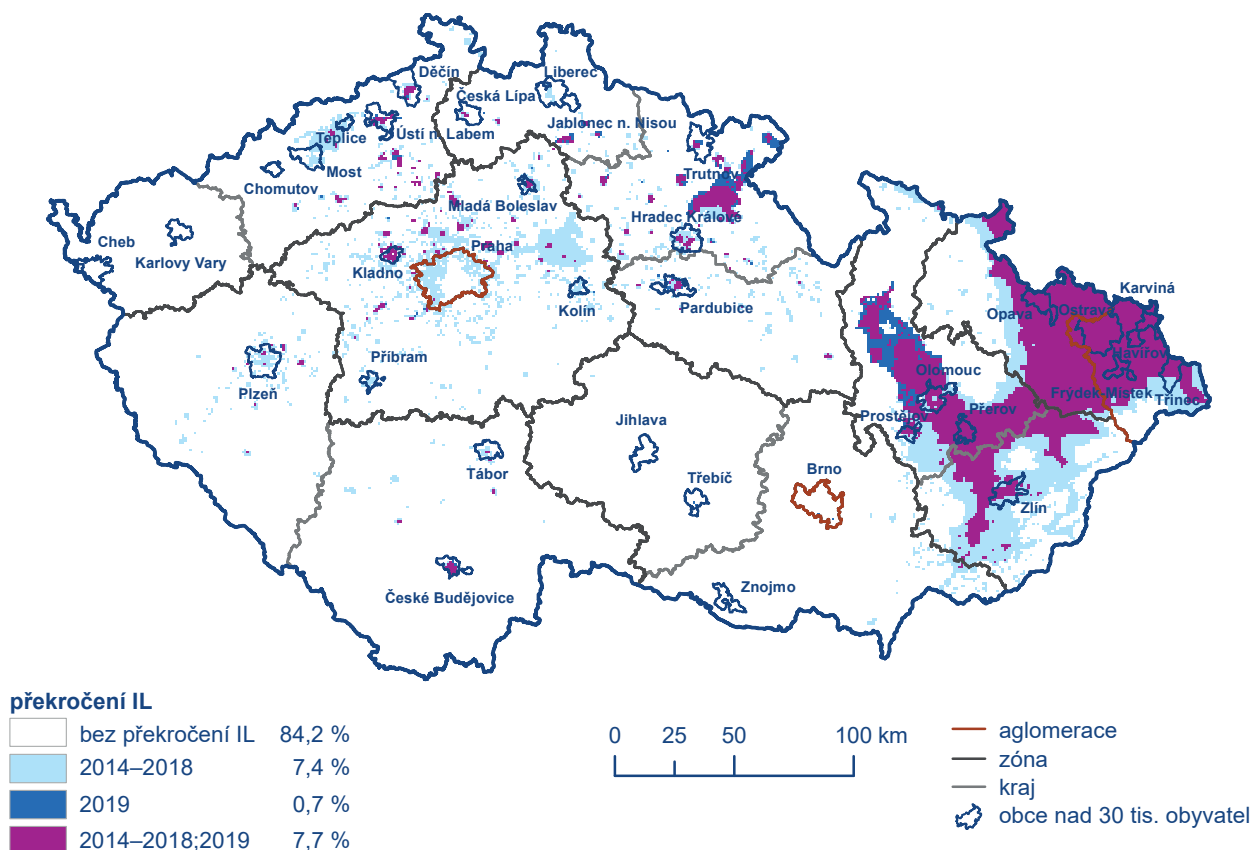 Děčín
Liberec
Česká Lípa
Jablonec n. Nisou
Teplice
Ústí n. Labem
Most
Chomutov
Trutnov
Mladá Boleslav
Hradec Králové
Cheb
Karlovy Vary
Praha
Kladno
Kolín
Pardubice
Karviná
Opava
Ostrava
Havířov
Příbram
Plzeň
Olomouc
Frýdek-Místek
Třinec
Prostějov
Přerov
Jihlava
Tábor
Třebíč
Brno
Zlín
České Budějovice
Znojmo
překročení IL
bez překročení IL 84,2 %
2014–2018 7,4 %
2019 0,7 %
2014–2018;2019 7,7 %
0 25 50 100 km
aglomerace
zóna
kraj
obce nad 30 tis. obyvatel